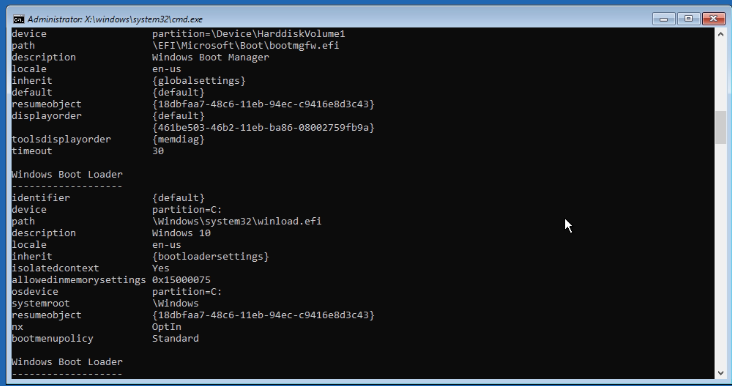 Administrator: X:\windows\system32\cmd.exe
device                  partition=\Device\HarddiskVolume1
path                    \EFI\Microsoft\Boot\bootmgfw.efi
description             Windows Boot Manager
locale                  en-us
inherit                 {globalsettings}
default                 {default}
resumeobject            {18dbfaa7-48c6-11eb-94ec-c9416e8d3c43}
displayorder            {default}
                        {461be503-46b2-11eb-ba86-08002759fb9a}
toolsdisplayorder       {memdiag}
timeout                 30
Windows Boot Loader
-------------------
identifier              {default}
device                  partition=C:
path                    \Windows\system32\winload.efi
description             Windows 10
locale                  en-us
inherit                 {bootloadersettings}
isolatedcontext         Yes
allowedinmemorysettings 0x15000075
osdevice                partition=C:
systemroot              \Windows
resumeobject            {18dbfaa7-48c6-11eb-94ec-c9416e8d3c43}
nx                      OptIn
bootmenupolicy          Standard
Windows Boot Loader
-------------------